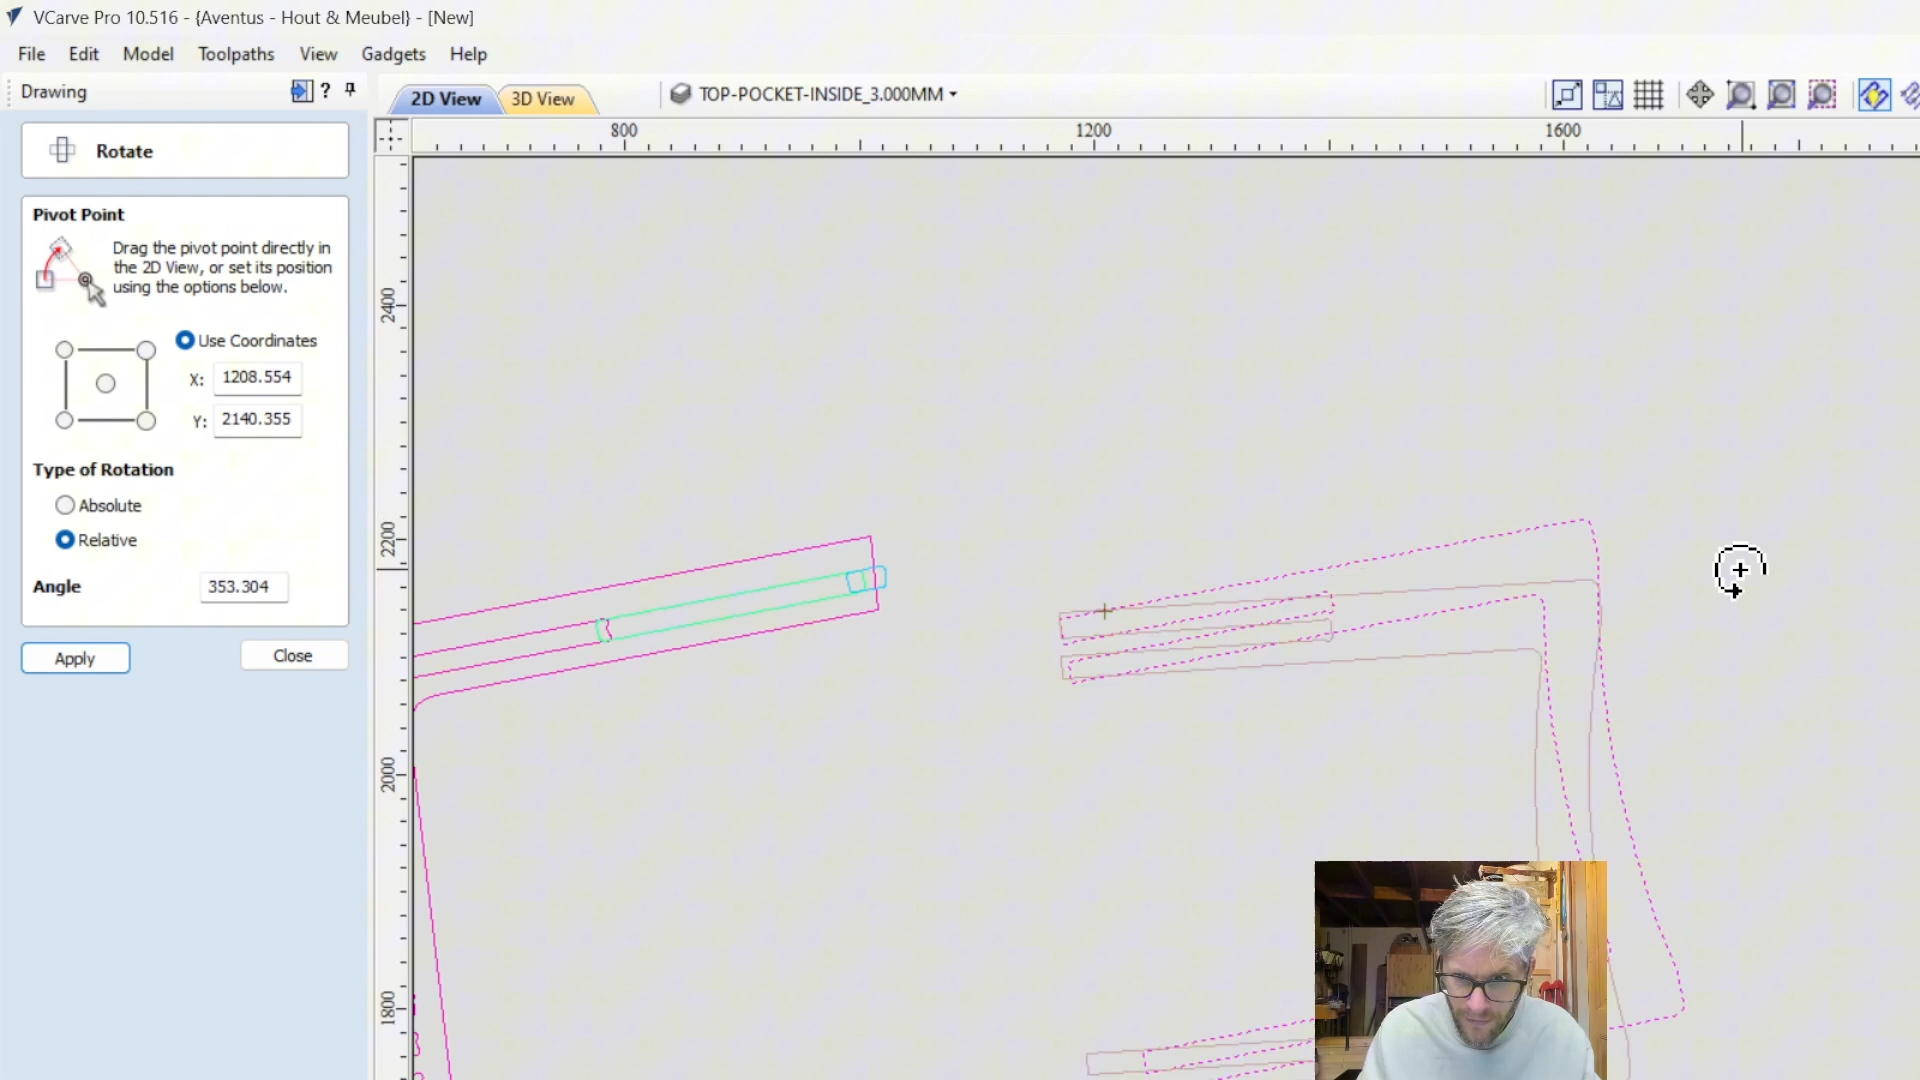 VCarve Pro 10.516 - {Aventus - Hout & Meubel} - [New]
File Edit Model Toolpaths View Gadgets Help
Drawing ?
2D View 3D View TOP-POCKET-INSIDE_3.000MM
800 1200 1600
Rotate
Pivot Point
Drag the pivot point directly in
the 2D View, or set its position
using the options below.
Use Coordinates
X: 1208.554
Y: 2140.355
Type of Rotation
Absolute
Relative
Angle 353.304
Apply Close
2400
2200
2000
1800